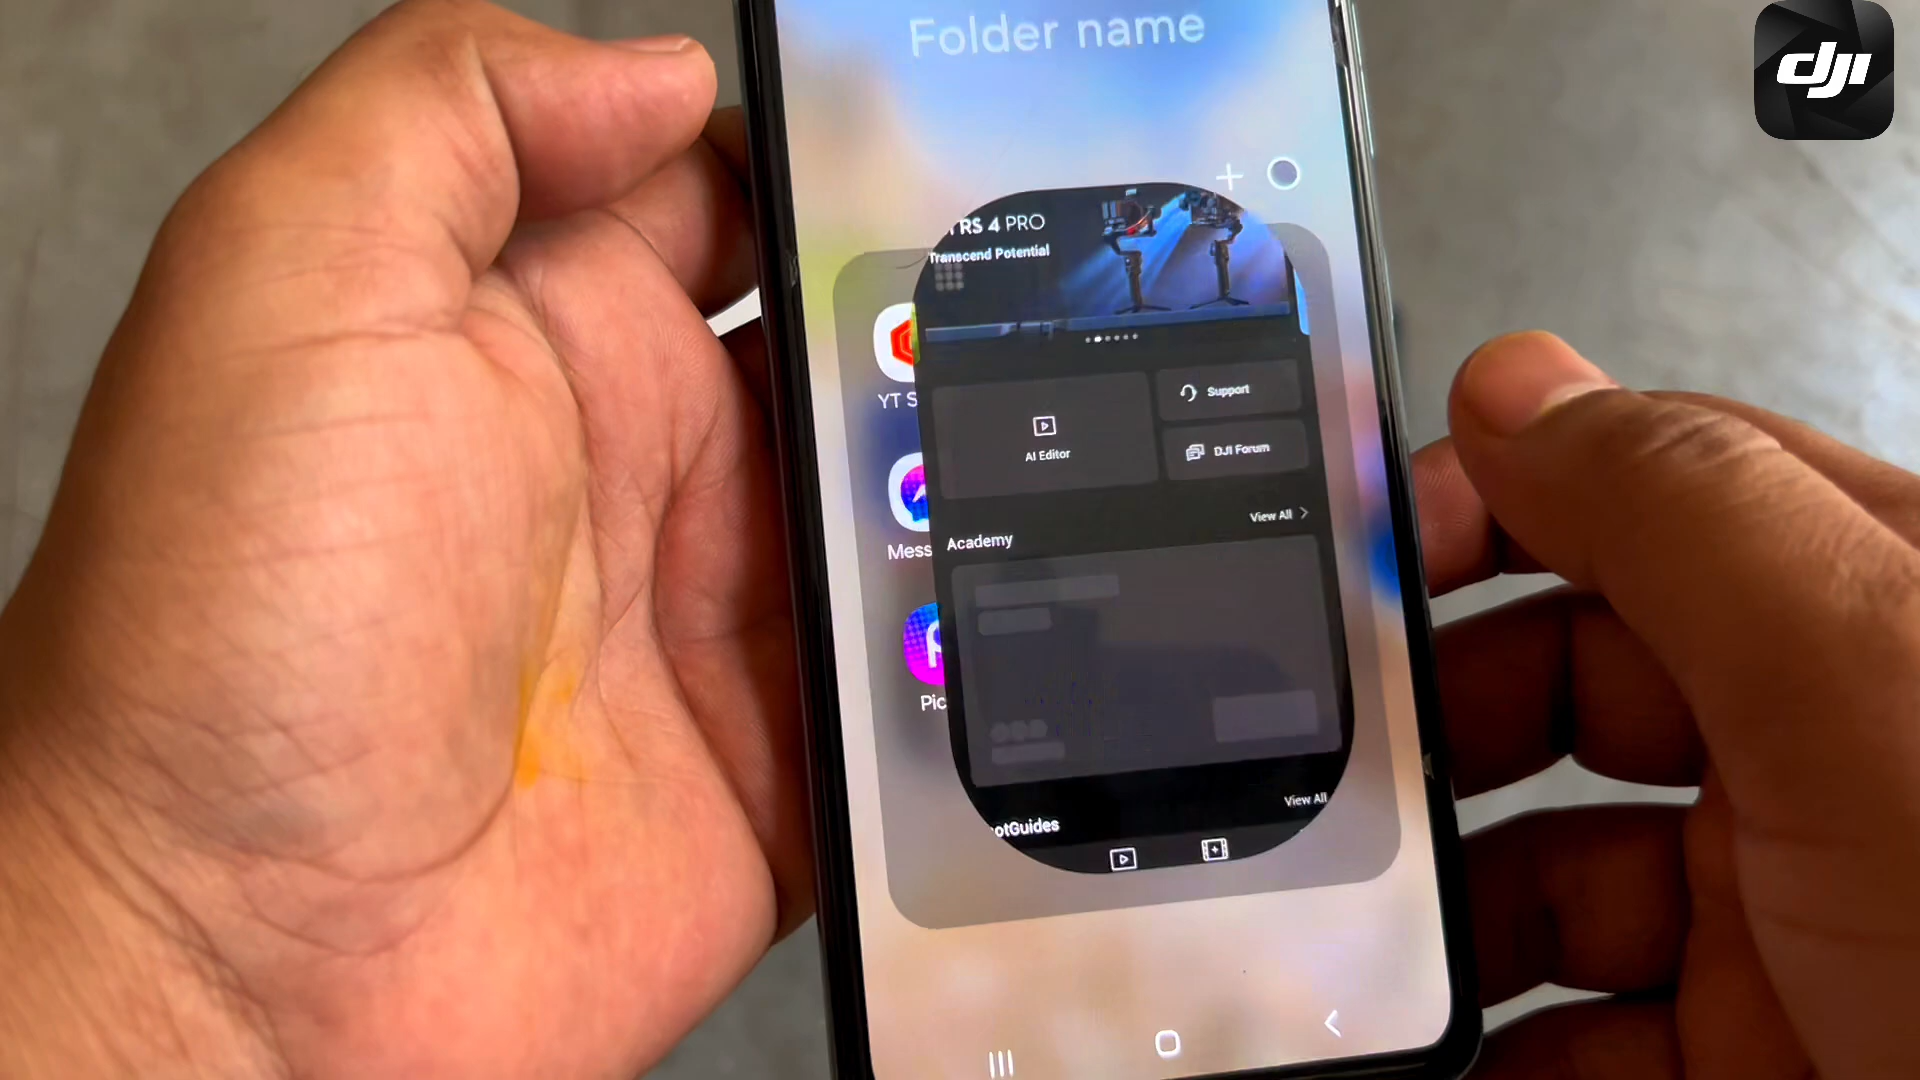 Folder name
dji
RS 4 PRO
Transcend Potential
YT S
Support
AI Editor
DJI Forum
View All
Mess
Academy
Pic
View All
otGuides